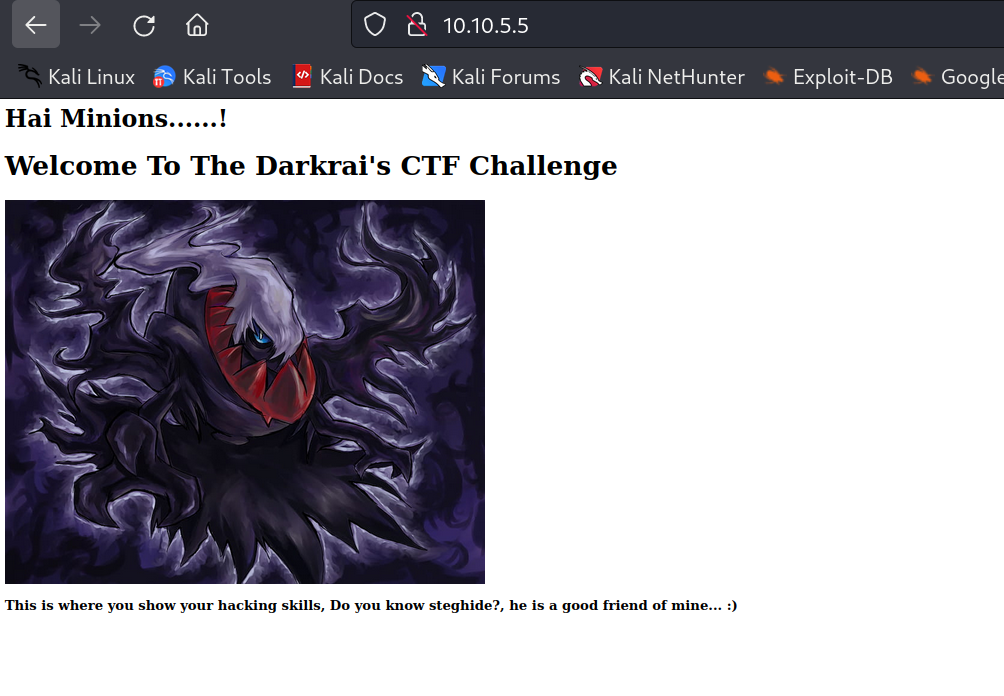 10.10.5.5
Kali Linux Kali Tools Kali Docs Kali Forums Kali NetHunter Exploit-DB Google
Hai Minions......!
Welcome To The Darkrai's CTF Challenge
This is where you show your hacking skills, Do you know steghide?, he is a good friend of mine... :)